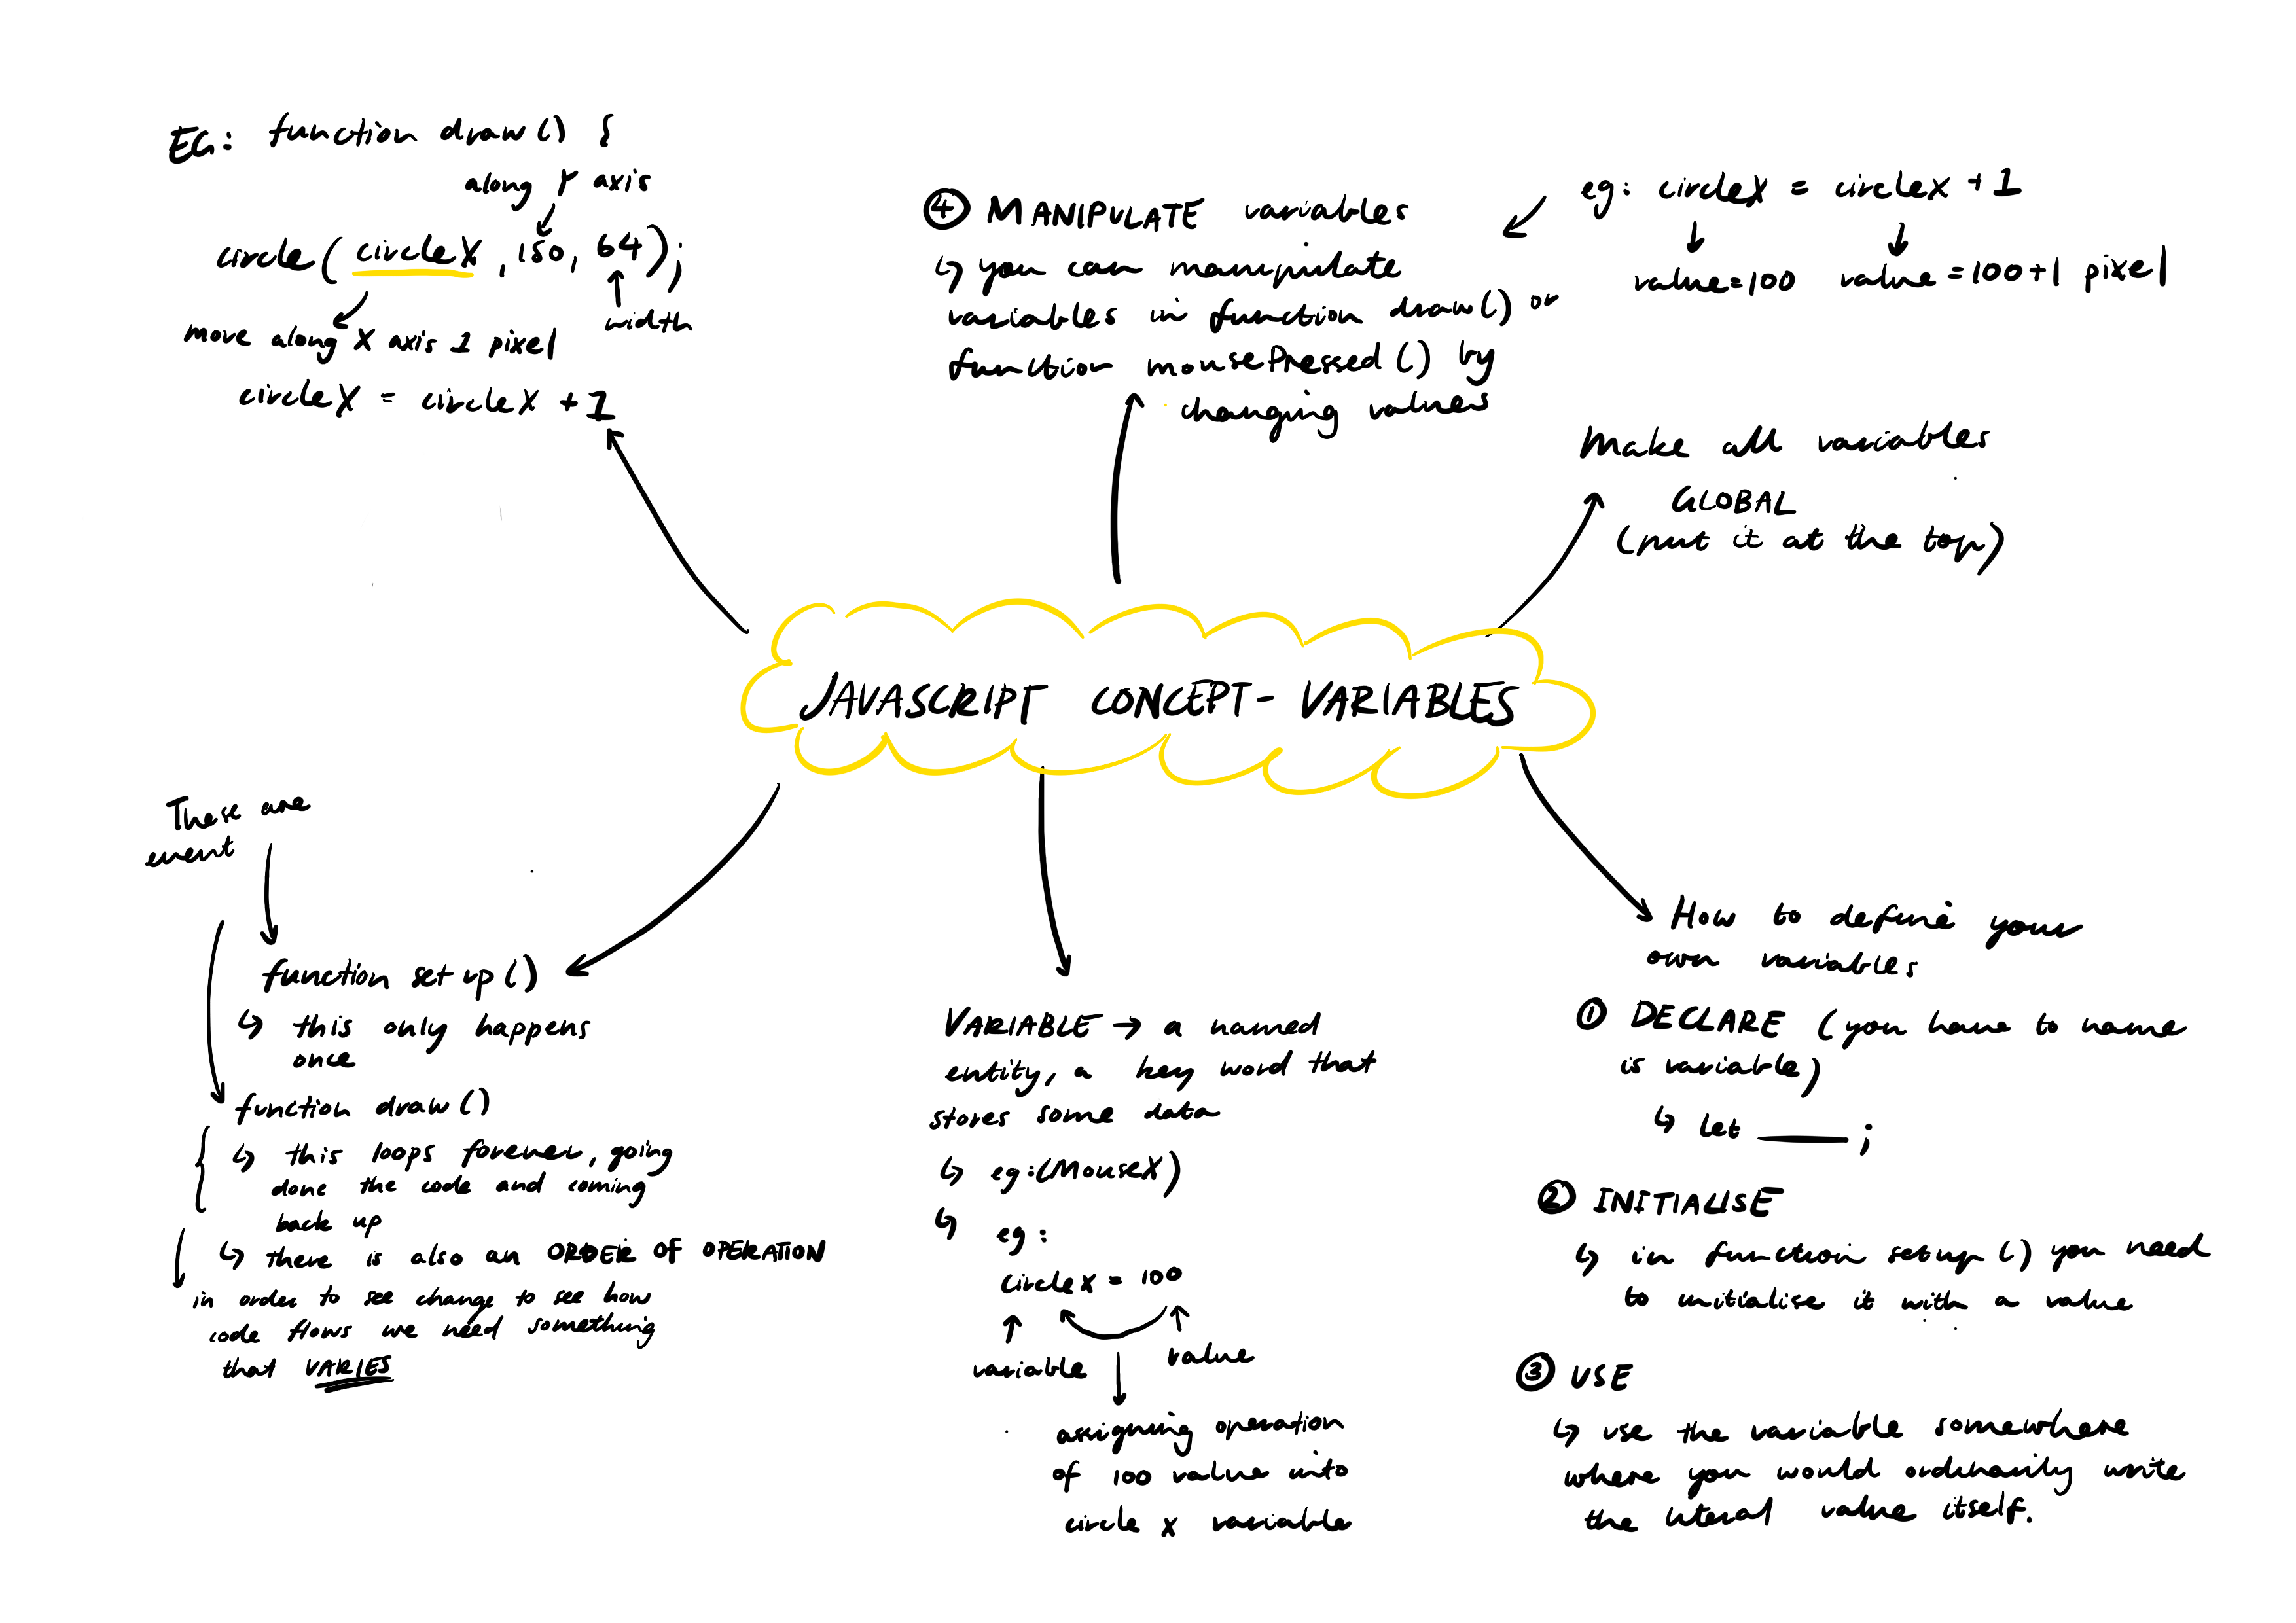 EG: function draw() {
along Y axis
circle( circleX, 150, 64);
width
move along X axis 1 pixel
circleX = circleX + 1
④ MANIPULATE variables
↳ you can manipulate
variables in function draw() or
function mousePressed() by
changing values
eg: circleX = circleX + 1
value=100 value =100+1 pixel
Make all variables
GLOBAL
(put it at the top)
JAVASCRIPT CONCEPT - VARIABLES
These are
event
function set up()
↳ this only happens
once
function draw()
↳ this loops forever, going
done the code and coming
back up
↳ there is also an ORDER OF OPERATION
in order to see change to see how
code flows we need something
that VARIES
VARIABLE → a named
entity, a key word that
stores some data
↳ eg:(MouseX)
↳ eg:
circleX = 100
variable value
assigning operation
of 100 value into
circle x variable
How to define your
own variables
① DECLARE (you have to name
is variable)
↳ let ______ ;
② INITIALISE
↳ in function setup() you need
to initialise it with a value
③ USE
↳ use the variable somewhere
where you would ordinarily write
the literal value itself.